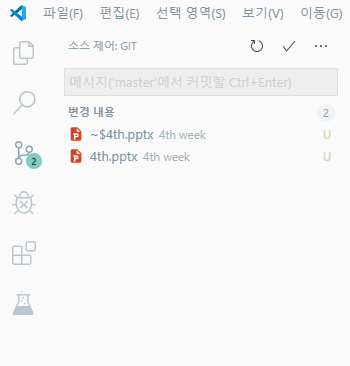 파일(F) 편집(E) 선택 영역(S) 보기(V) 이동(G)
소스 제어: GIT
메시지('master'에서 커밋할 Ctrl+Enter)
변경 내용 2
~$4th.pptx 4th week U
4th.pptx 4th week U
2